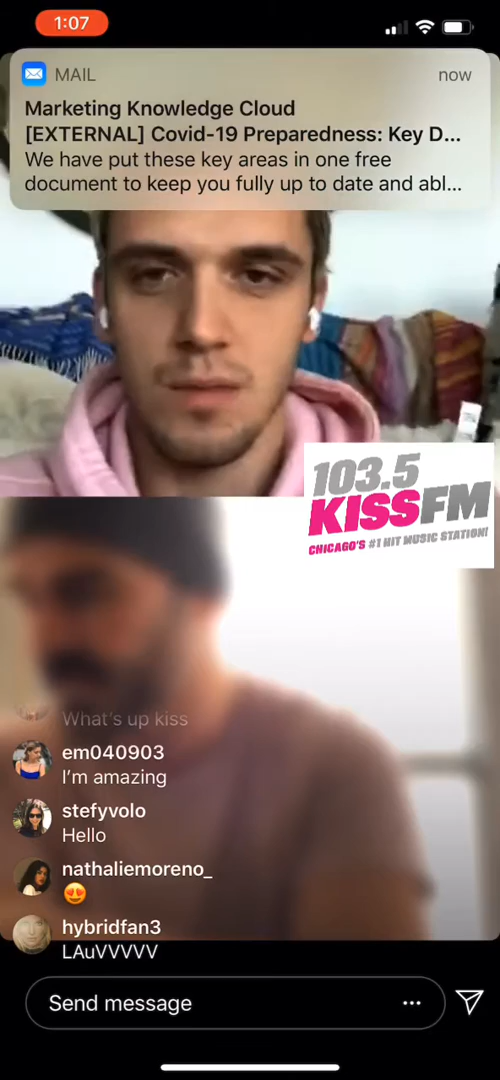 1:07
MAIL
now
Marketing Knowledge Cloud
[EXTERNAL] Covid-19 Preparedness: Key D...
We have put these key areas in one free
document to keep you fully up to date and abl...
103.5
KISSFM
CHICAGO'S #1 HIT MUSIC STATION!
What's up kiss
em040903
I'm amazing
stefyvolo
Hello
nathaliemoreno_
😍
hybridfan3
LAuVVVVV
Send message